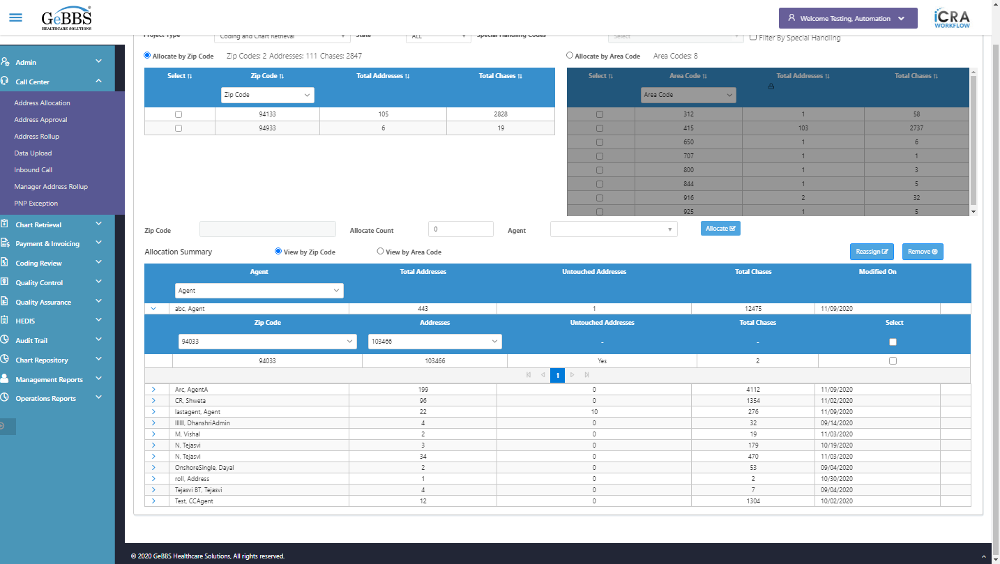 GeBBS
HEALTHCARE SOLUTIONS
Welcome Testing, Automation
iCRA
WORKFLOW
Project Type Coding and Chart Retrieval State ALL Special Handling Codes Select Filter By Special Handling
Admin
Call Center
Address Allocation
Address Approval
Address Rollup
Data Upload
Inbound Call
Manager Address Rollup
PNP Exception
Chart Retrieval
Payment & Invoicing
Coding Review
Quality Control
Quality Assurance
HEDIS
Audit Trail
Chart Repository
Management Reports
Operations Reports
Allocate by Zip Code Zip Codes: 2 Addresses: 111 Chases: 2847
Select Zip Code Total Addresses Total Chases
Zip Code
94133 105 2828
94933 6 19
Allocate by Area Code Area Codes: 8
Select Area Code Total Addresses Total Chases
Area Code
312 1 58
415 103 2737
650 1 6
707 1 1
800 1 3
844 1 5
916 2 32
925 1 5
Zip Code Allocate Count 0 Agent Allocate
Allocation Summary View by Zip Code View by Area Code Reassign Remove
Agent Total Addresses Untouched Addresses Total Chases Modified On
Agent
abc, Agent 443 1 12475 11/09/2020
Zip Code Addresses Untouched Addresses Total Chases Select
94033 103466 - -
94033 103466 Yes 2
1
Arc, AgentA 199 0 4112 11/09/2020
CR, Shweta 96 0 1354 11/02/2020
lastagent, Agent 22 10 276 11/09/2020
DhanshriAdmin 4 0 32 09/14/2020
M, Vishal 2 0 19 11/03/2020
N, Tejasvi 3 0 179 10/19/2020
N, Tejasvi 34 0 470 11/03/2020
OnshoreSingle, Dayal 2 0 53 09/04/2020
roll, Address 1 0 2 10/30/2020
Tejasvi BT, Tejasvi 4 0 7 09/04/2020
Test, CCAgent 12 0 1304 10/02/2020
© 2020 GeBBS Healthcare Solutions, All rights reserved.